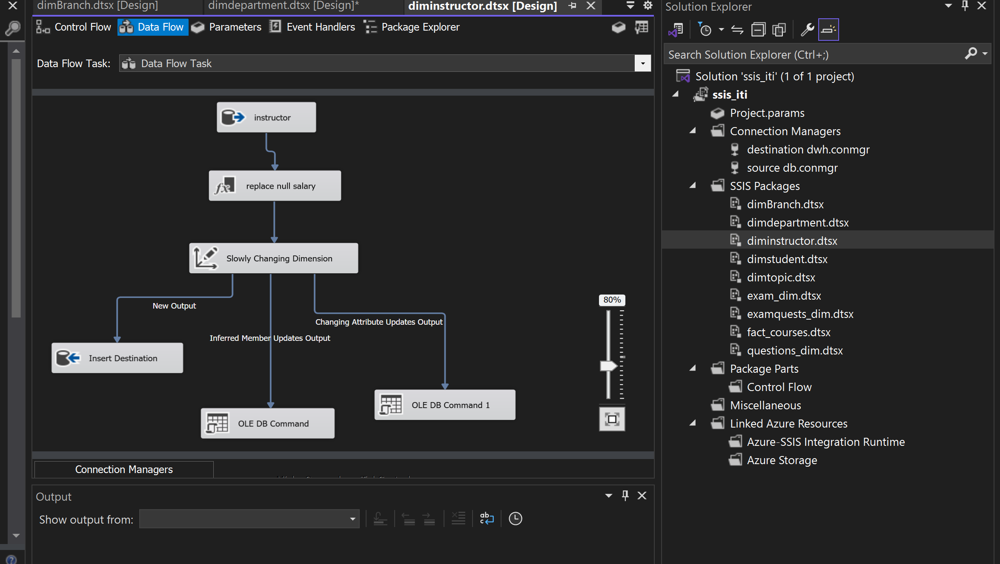 dimBranch.dtsx [Design]
dimdepartment.dtsx [Design]*
diminstructor.dtsx [Design]
Control Flow
Data Flow
Parameters
Event Handlers
Package Explorer
Data Flow Task:
Data Flow Task
instructor
replace null salary
Slowly Changing Dimension
New Output
Changing Attribute Updates Output
Inferred Member Updates Output
Insert Destination
OLE DB Command 1
OLE DB Command
80%
Connection Managers
Output
Show output from:
Solution Explorer
Search Solution Explorer (Ctrl+;)
Solution 'ssis_iti' (1 of 1 project)
ssis_iti
Project.params
Connection Managers
destination dwh.conmgr
source db.conmgr
SSIS Packages
dimBranch.dtsx
dimdepartment.dtsx
diminstructor.dtsx
dimstudent.dtsx
dimtopic.dtsx
exam_dim.dtsx
examquests_dim.dtsx
fact_courses.dtsx
questions_dim.dtsx
Package Parts
Control Flow
Miscellaneous
Linked Azure Resources
Azure-SSIS Integration Runtime
Azure Storage